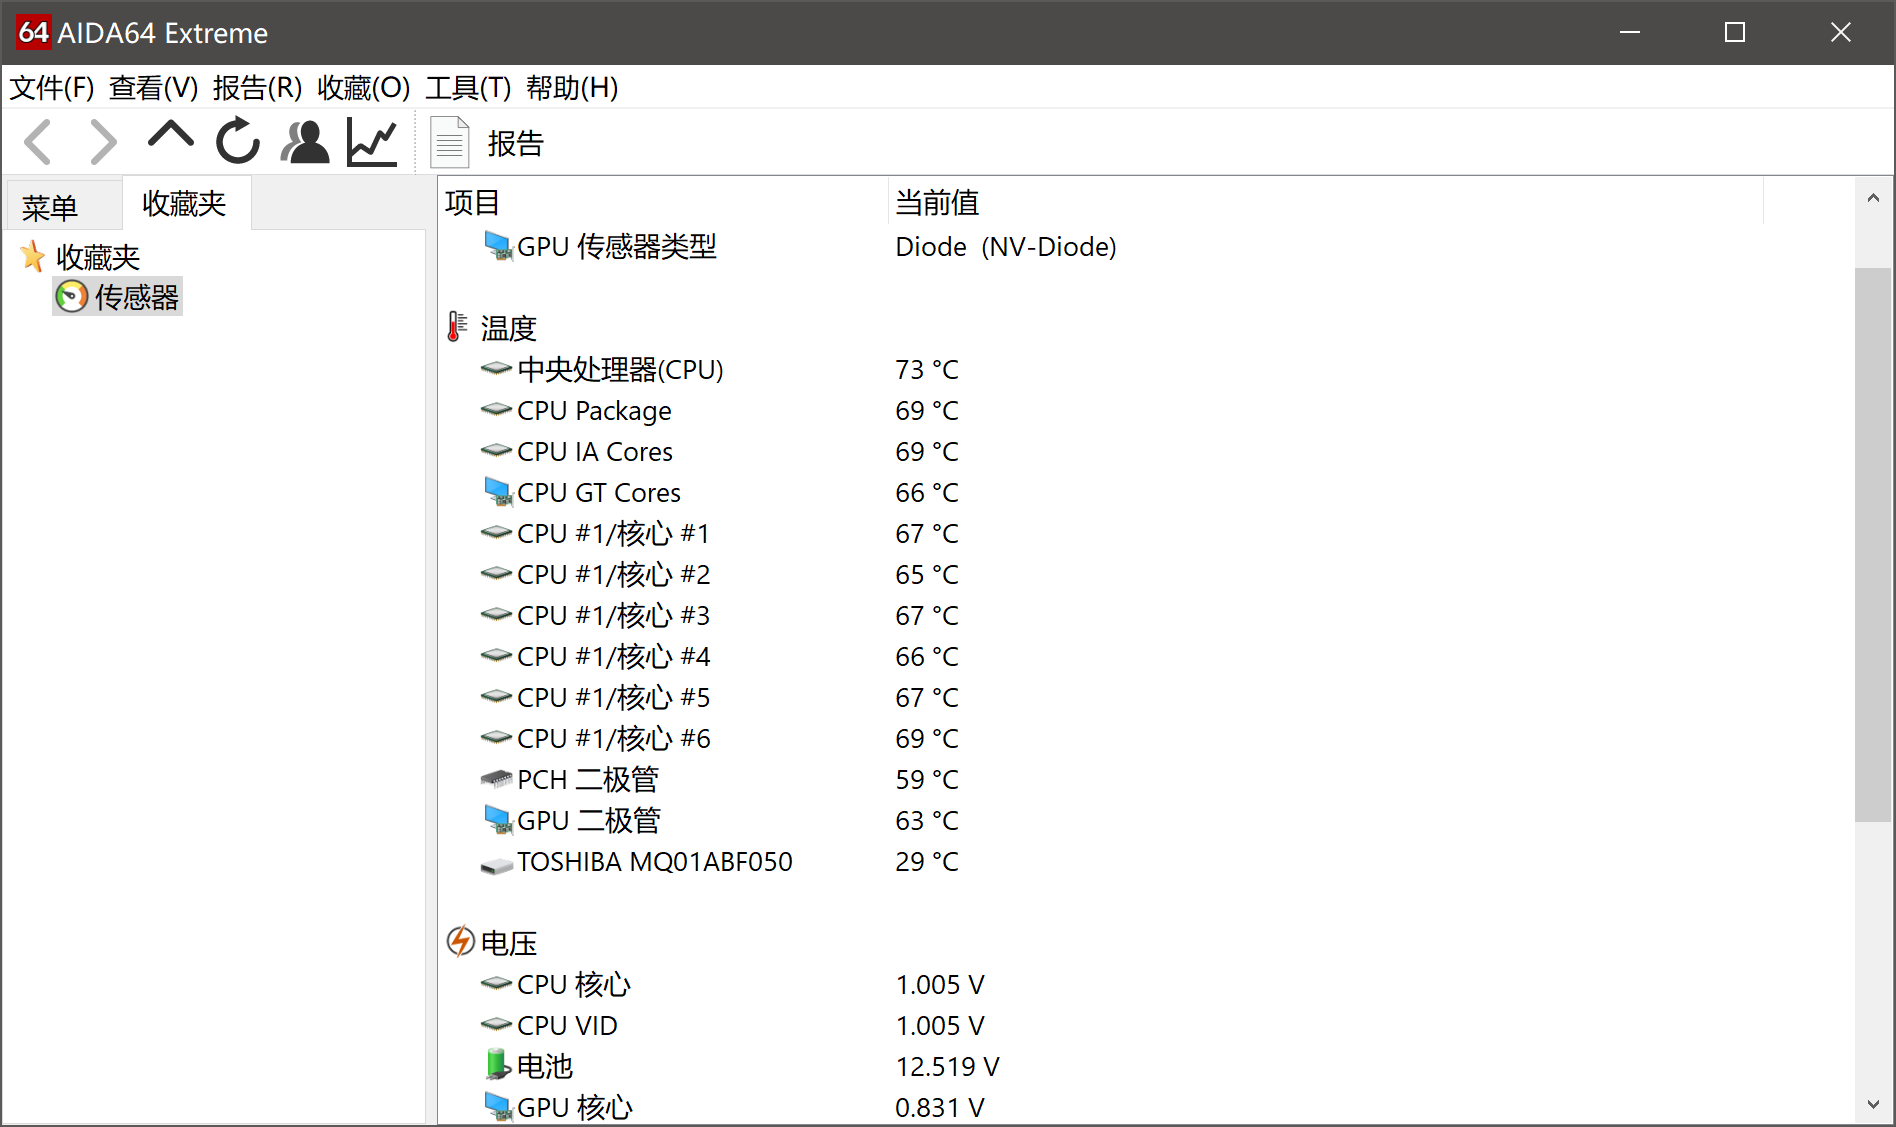 64 AIDA64 Extreme
文件(F) 查看(V) 报告(R) 收藏(O) 工具(T) 帮助(H)
报告
菜单 收藏夹
收藏夹
传感器
项目 当前值
GPU 传感器类型 Diode (NV-Diode)
温度
中央处理器(CPU) 73 °C
CPU Package 69 °C
CPU IA Cores 69 °C
CPU GT Cores 66 °C
CPU #1/核心 #1 67 °C
CPU #1/核心 #2 65 °C
CPU #1/核心 #3 67 °C
CPU #1/核心 #4 66 °C
CPU #1/核心 #5 67 °C
CPU #1/核心 #6 69 °C
PCH 二极管 59 °C
GPU 二极管 63 °C
TOSHIBA MQ01ABF050 29 °C
电压
CPU 核心 1.005 V
CPU VID 1.005 V
电池 12.519 V
GPU 核心 0.831 V